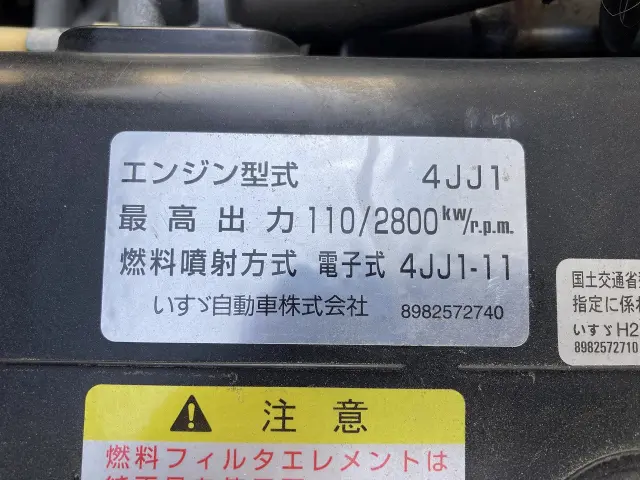 エンジン型式 4JJ1
最高出力 110/2800kw/r.p.m.
燃料噴射方式 電子式 4JJ1-11
いすゞ自動車株式会社 8982572740
国土交通省
指定に係
いすゞH2
8982572710
⚠ 注意
燃料フィルタエレメントは